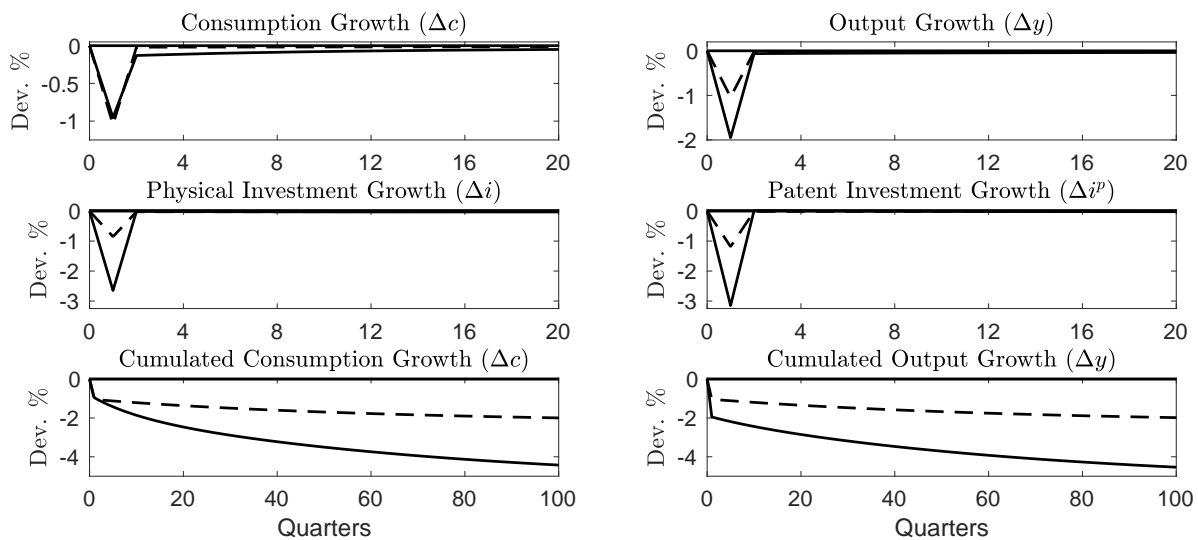 Consumption Growth (Δc)
Dev. %
0
-0.5
-1
0 4 8 12 16 20
Output Growth (Δy)
Dev. %
0
-1
-2
0 4 8 12 16 20
Physical Investment Growth (Δi)
Dev. %
0
-1
-2
-3
0 4 8 12 16 20
Patent Investment Growth (Δiᵖ)
Dev. %
0
-1
-2
-3
0 4 8 12 16 20
Cumulated Consumption Growth (Δc)
Dev. %
0
-2
-4
0 20 40 60 80 100
Quarters
Cumulated Output Growth (Δy)
Dev. %
0
-2
-4
0 20 40 60 80 100
Quarters